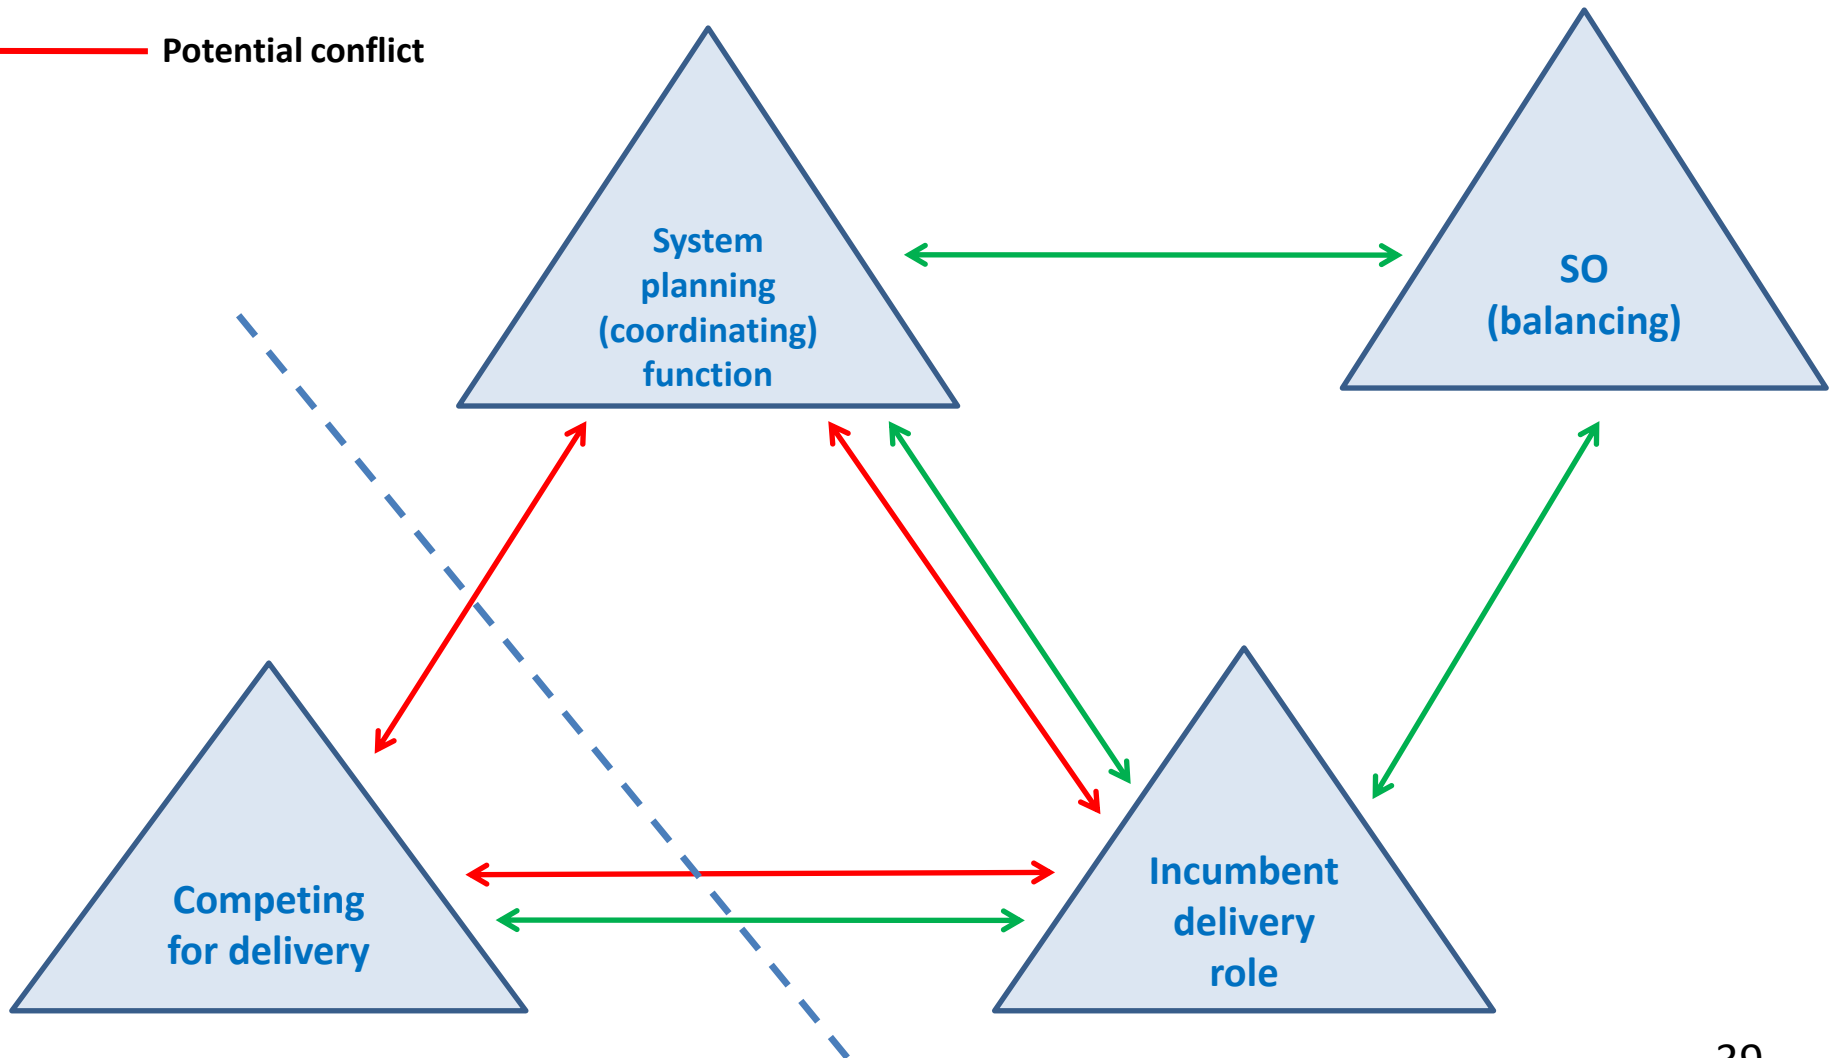 Potential conflict
System
planning
(coordinating)
function
SO
(balancing)
Competing
for delivery
Incumbent
delivery
role